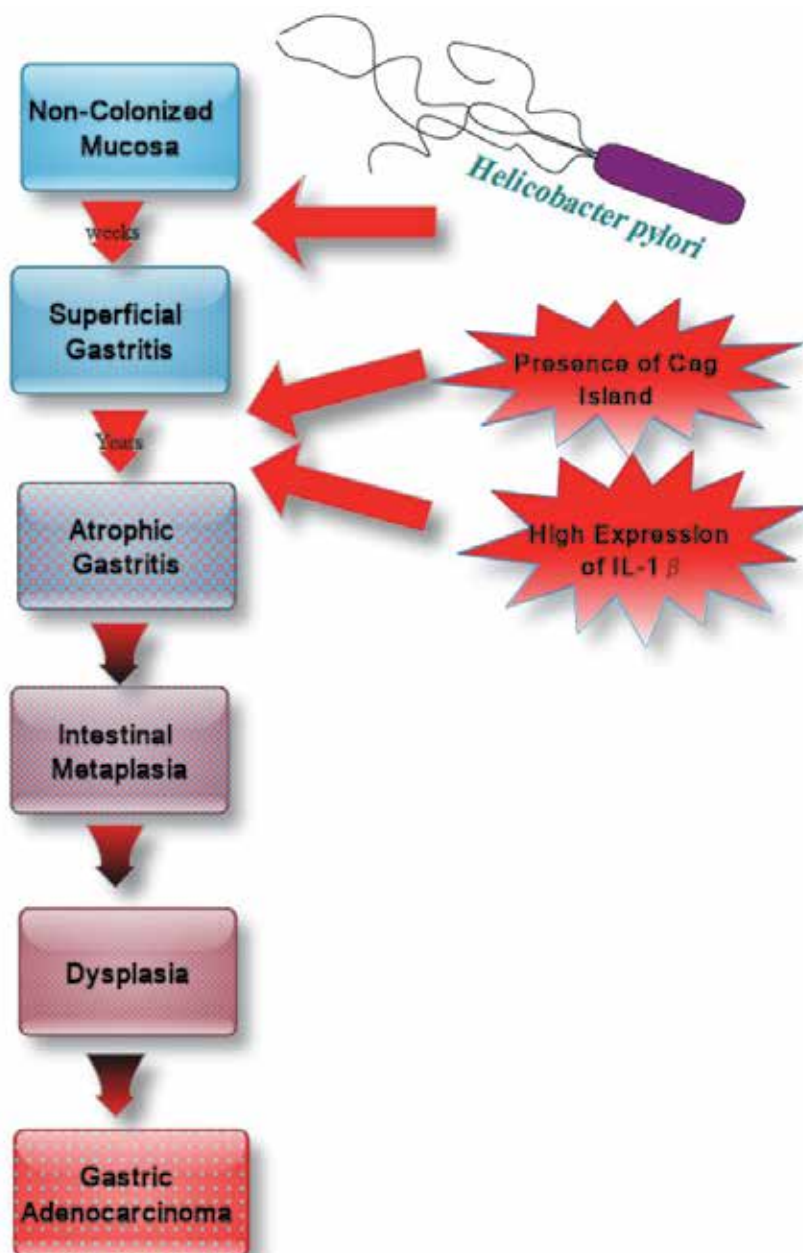 Non-Colonized
Mucosa
Helicobacter pylori
weeks
Superficial
Gastritis
Presence of Cag
Island
Years
Atrophic
Gastritis
High Expression
of IL-1 β
Intestinal
Metaplasia
Dysplasia
Gastric
Adenocarcinoma